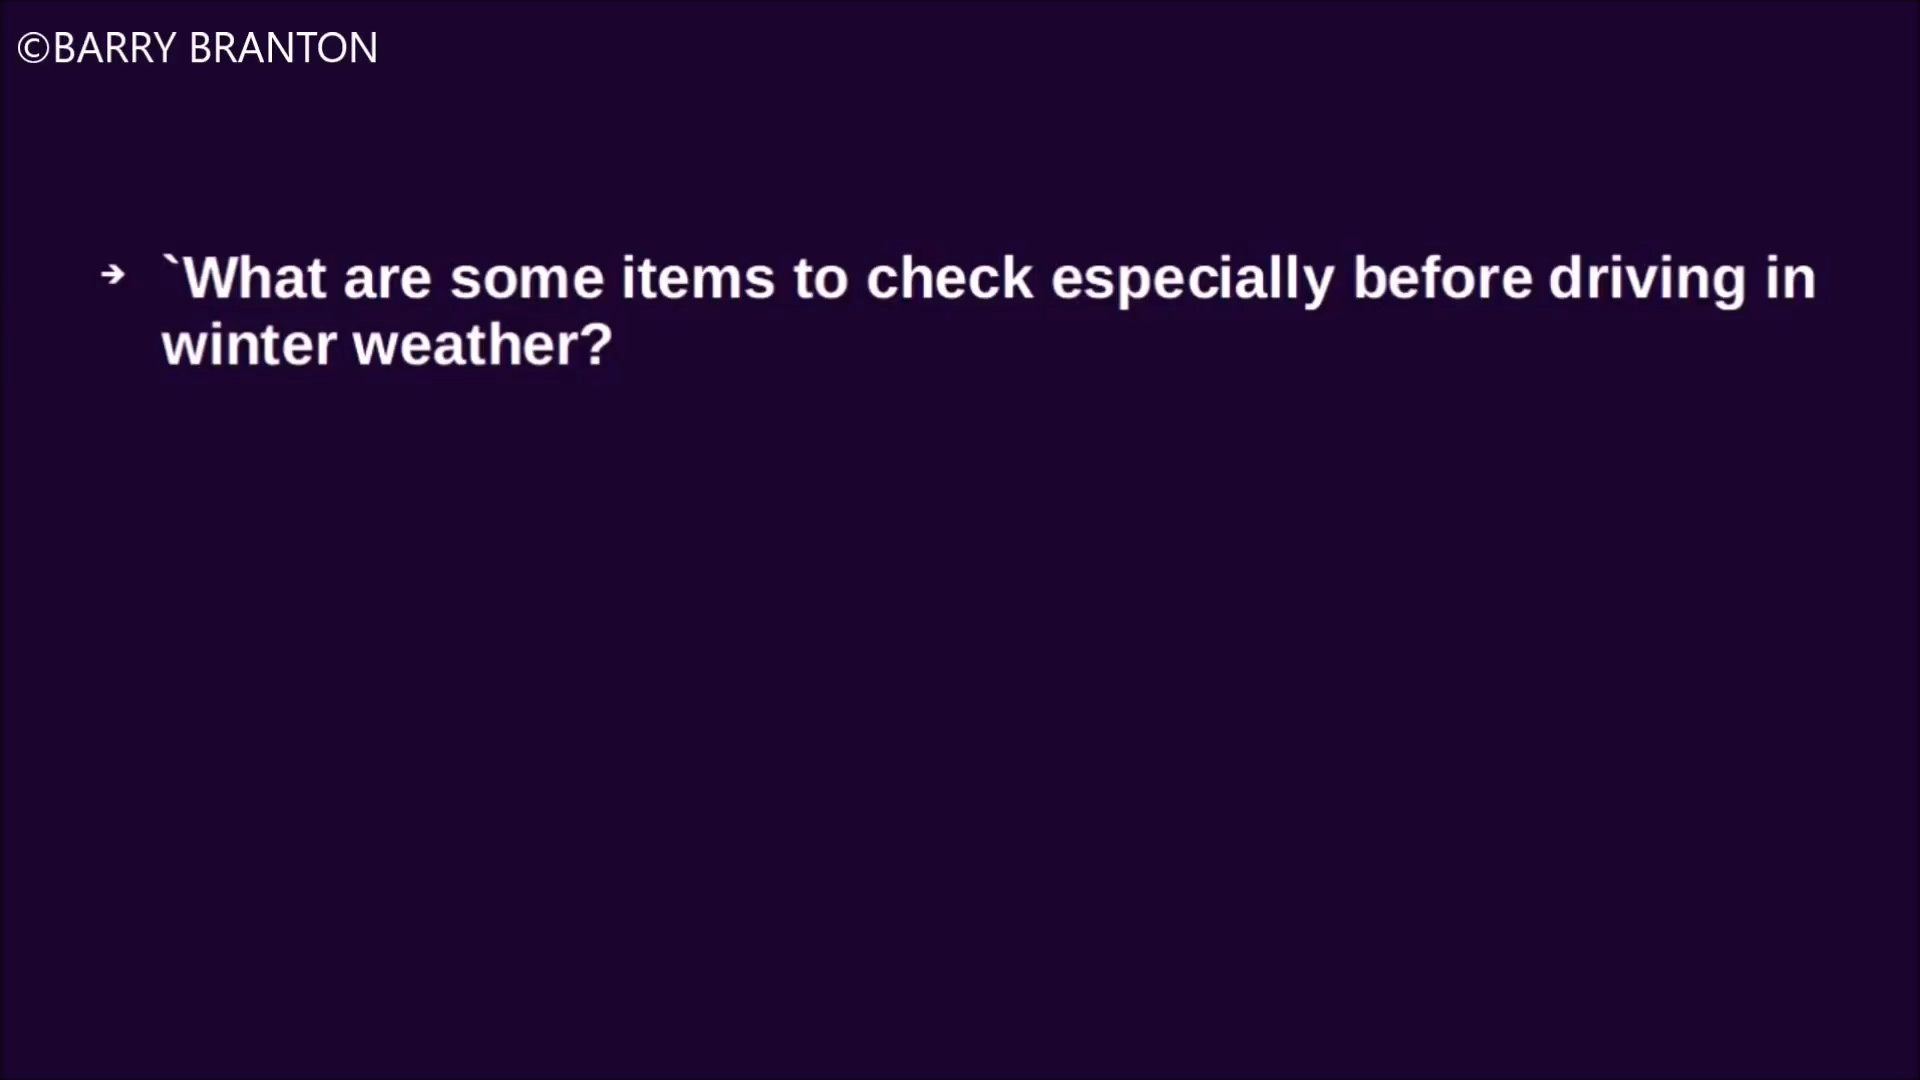 ©BARRY BRANTON
➔ `What are some items to check especially before driving in
winter weather?